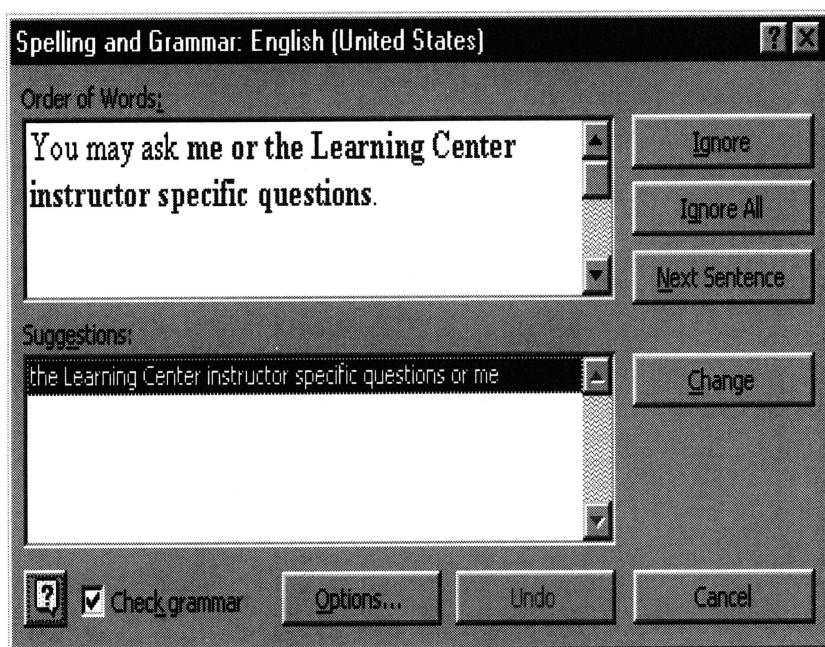 Spelling and Grammar: English (United States)
Order of Words:
You may ask me or the Learning Center
instructor specific questions.
Ignore
Ignore All
Next Sentence
Suggestions:
the Learning Center instructor specific questions or me
Change
Check grammar
Options...
Undo
Cancel